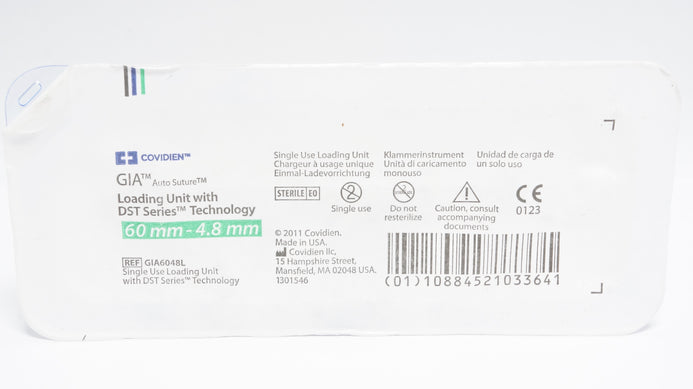 COVIDIEN™
GIA™ Auto Suture™
Loading Unit with
DST Series™ Technology
60 mm - 4.8 mm
REF GIA6048L
Single Use Loading Unit
with DST Series™ Technology
Single Use Loading Unit
Chargeur à usage unique
Einmal-Ladevorrichtung
Klammerinstrument
Unità di caricamento
monouso
Unidad de carga de
un solo uso
STERILE EO
2
Single use
Do not
resterilize
Caution, consult
accompanying
documents
CE
0123
© 2011 Covidien.
Made in USA.
Covidien llc,
15 Hampshire Street,
Mansfield, MA 02048 USA.
1301546
(01)10884521033641